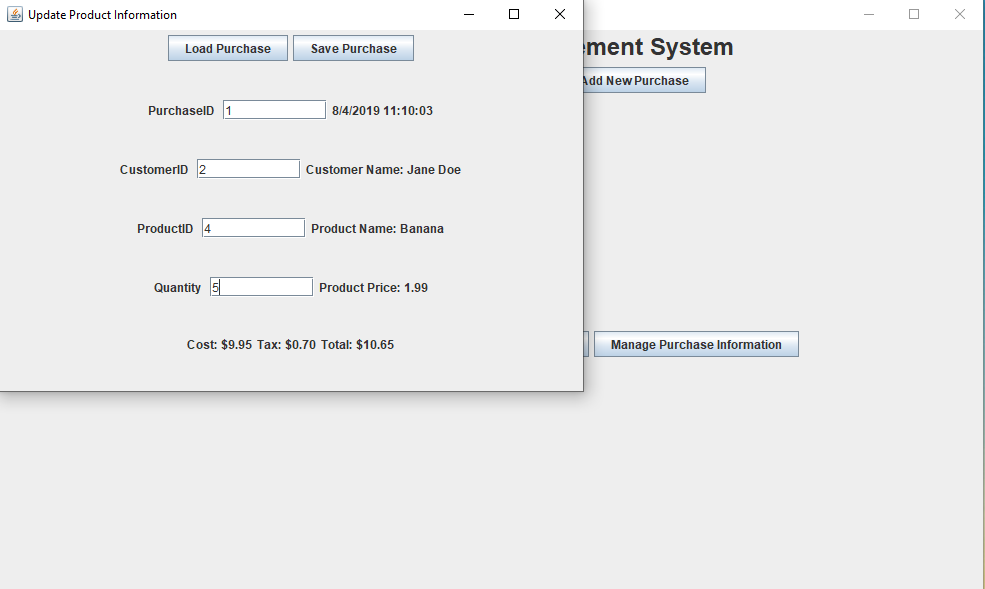 Update Product Information
Load Purchase Save Purchase
PurchaseID 1 8/4/2019 11:10:03
CustomerID 2 Customer Name: Jane Doe
ProductID 4 Product Name: Banana
Quantity 5 Product Price: 1.99
Cost: $9.95 Tax: $0.70 Total: $10.65
ement System
Add New Purchase
Manage Purchase Information